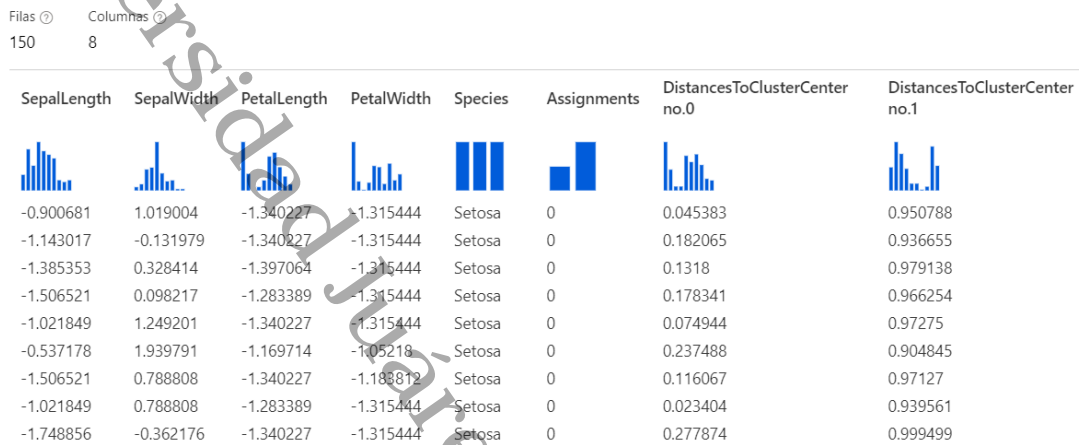 Filas Columnas
150 8
SepalLength SepalWidth PetalLength PetalWidth Species Assignments DistancesToClusterCenter no.0 DistancesToClusterCenter no.1
-0.900681 1.019004 -1.340227 -1.315444 Setosa 0 0.045383 0.950788
-1.143017 -0.131979 -1.340227 -1.315444 Setosa 0 0.182065 0.936655
-1.385353 0.328414 -1.397064 -1.315444 Setosa 0 0.1318 0.979138
-1.506521 0.098217 -1.283389 -1.315444 Setosa 0 0.178341 0.966254
-1.021849 1.249201 -1.340227 -1.315444 Setosa 0 0.074944 0.97275
-0.537178 1.939791 -1.169714 -1.05218 Setosa 0 0.237488 0.904845
-1.506521 0.788808 -1.340227 -1.183812 Setosa 0 0.116067 0.97127
-1.021849 0.788808 -1.283389 -1.315444 Setosa 0 0.023404 0.939561
-1.748856 -0.362176 -1.340227 -1.315444 Setosa 0 0.277874 0.999499
ersidad Juáre